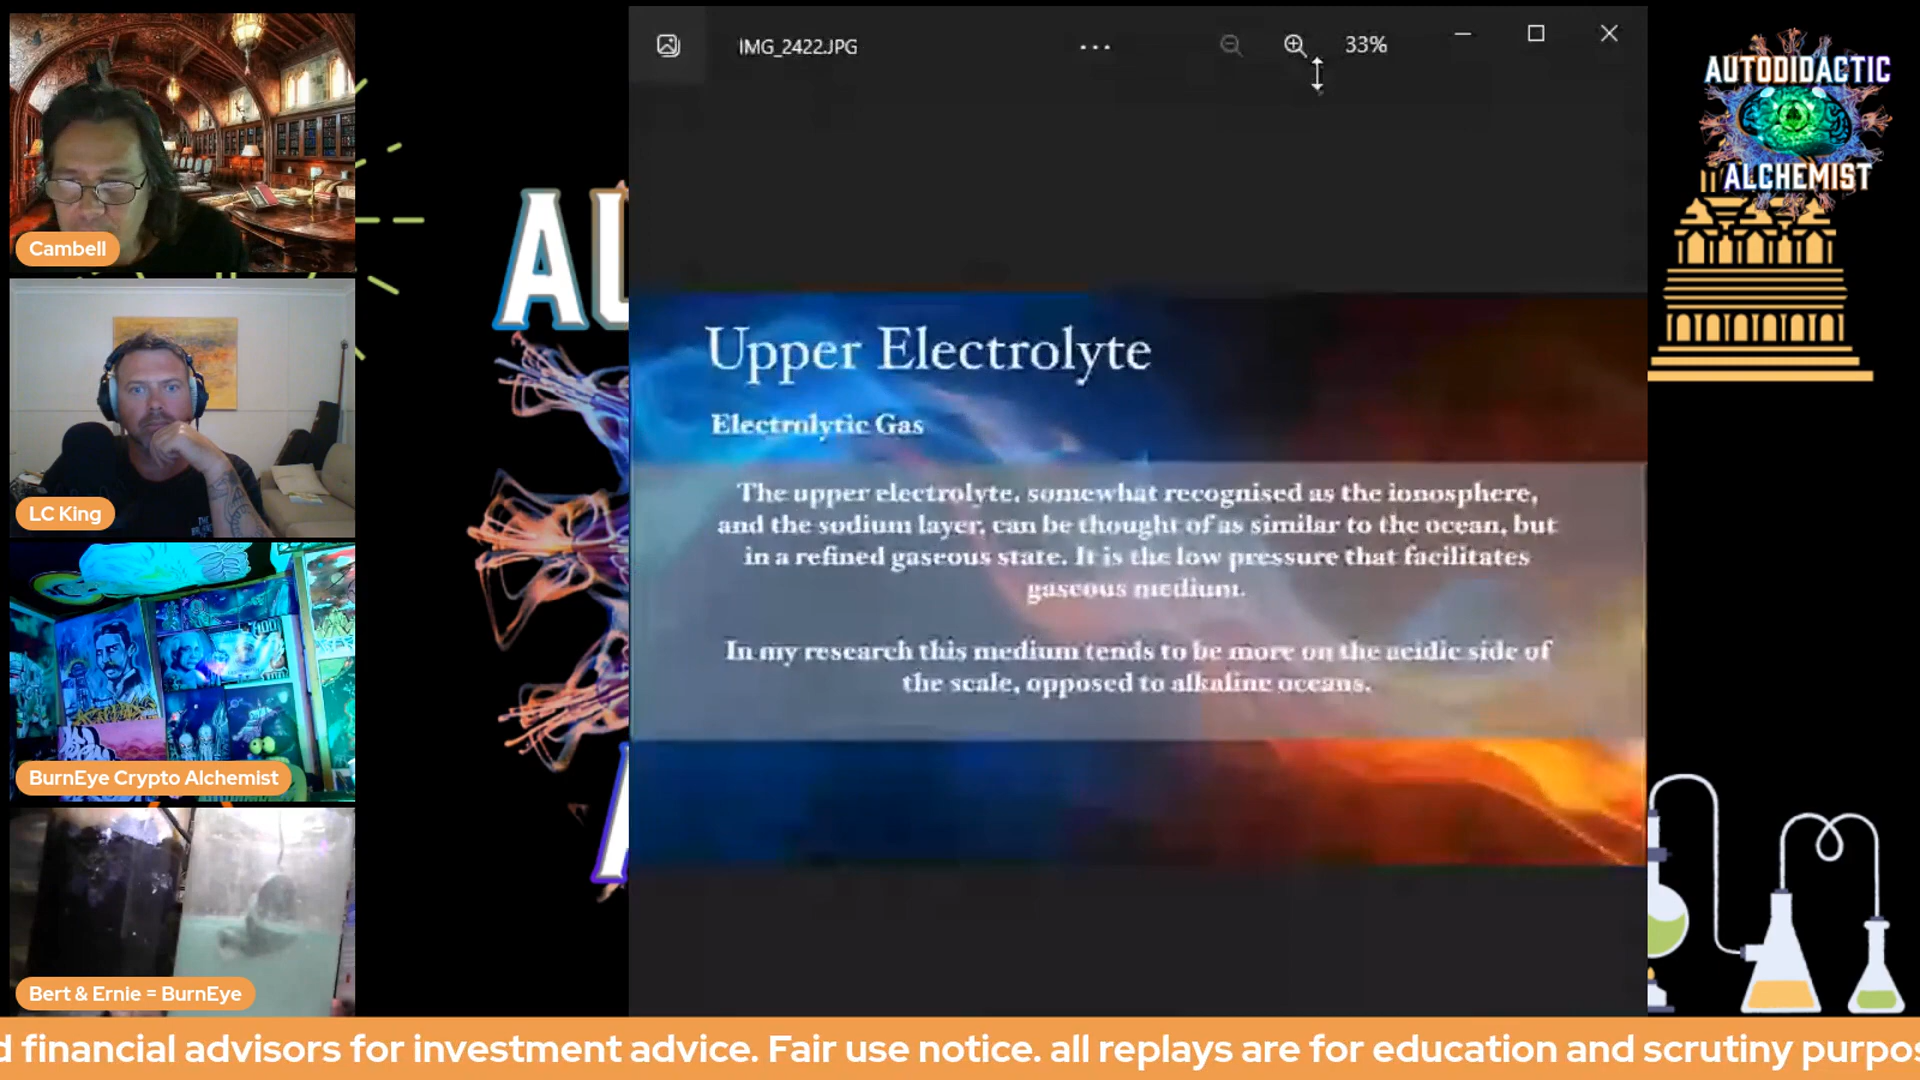 Cambell
LC King
BurnEye Crypto Alchemist
Bert & Ernie = BurnEye
IMG_2422.JPG
33%
Upper Electrolyte
Electrolytic Gas
The upper electrolyte, somewhat recognised as the ionosphere,
and the sodium layer, can be thought of as similar to the ocean, but
in a refined gaseous state. It is the low pressure that facilitates
gaseous medium.
In my research this medium tends to be more on the acidic side of
the scale, opposed to alkaline oceans.
AUTODIDACTIC
ALCHEMIST
AU
A
d financial advisors for investment advice. Fair use notice. all replays are for education and scrutiny purpos